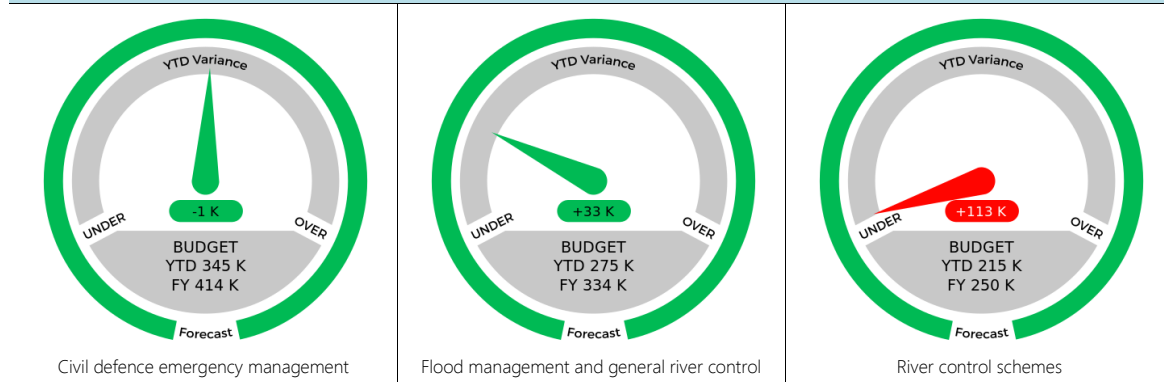 YTD Variance
-1 K
UNDER
OVER
BUDGET
YTD 345 K
FY 414 K
Forecast
Civil defence emergency management
YTD Variance
+33 K
UNDER
OVER
BUDGET
YTD 275 K
FY 334 K
Forecast
Flood management and general river control
YTD Variance
+113 K
UNDER
OVER
BUDGET
YTD 215 K
FY 250 K
Forecast
River control schemes